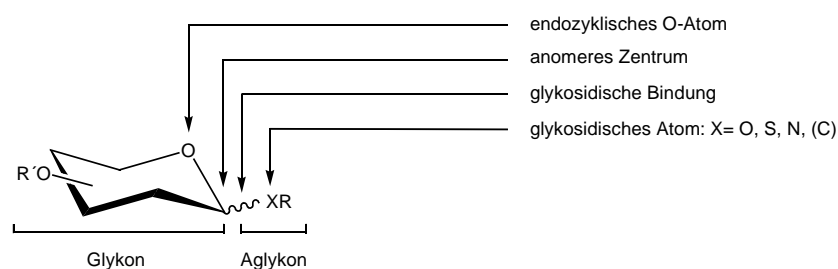 endozyklisches O-Atom
anomeres Zentrum
glykosidische Bindung
glykosidisches Atom: X= O, S, N, (C)
O
R´O
XR
Glykon
Aglykon